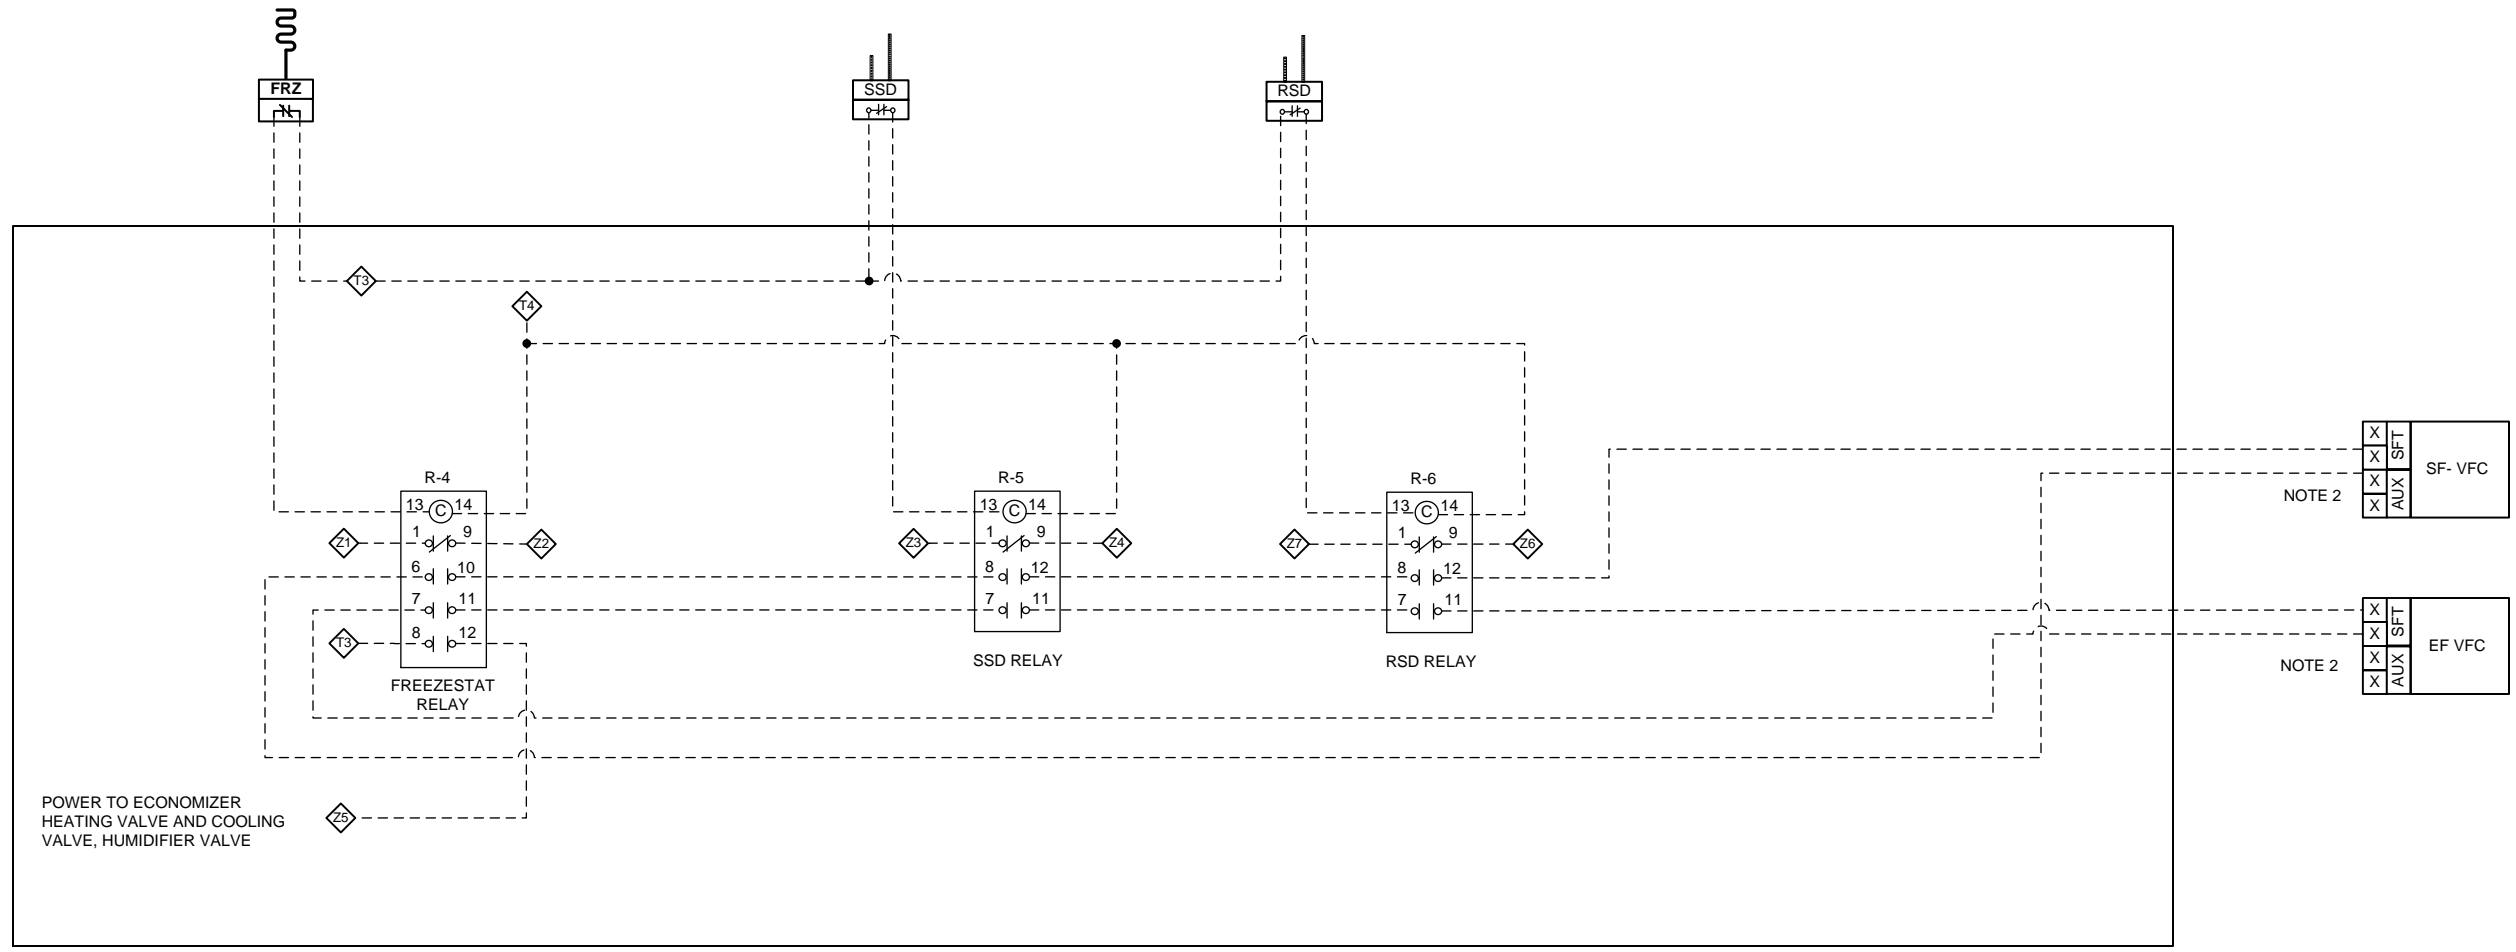 FRZ
SSD
RSD
T3
T4
R-4
13 C 14
1 9
Z1
Z2
6 10
7 11
8 12
T3
FREEZESTAT
RELAY
R-5
13 C 14
1 9
Z3
Z4
8 12
7 11
SSD RELAY
R-6
13 C 14
1 9
Z7
Z6
8 12
7 11
RSD RELAY
X
X
X
X
SFT
AUX
SF- VFC
NOTE 2
X
X
X
X
SFT
AUX
EF VFC
NOTE 2
POWER TO ECONOMIZER
HEATING VALVE AND COOLING
VALVE, HUMIDIFIER VALVE
Z5